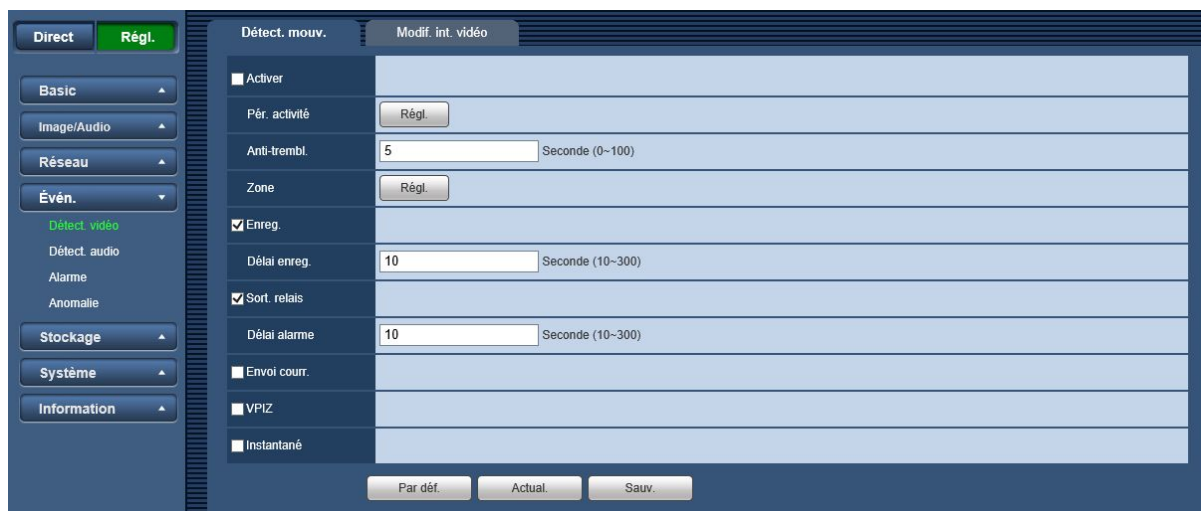 Direct
Régl.
Basic
Image/Audio
Réseau
Évén.
Détect. vidéo
Détect. audio
Alarme
Anomalie
Stockage
Système
Information
Détect. mouv.
Modif. int. vidéo
Activer
Pér. activité
Régl.
Anti-trembl.
5
Seconde (0~100)
Zone
Régl.
Enreg.
Délai enreg.
10
Seconde (10~300)
Sort. relais
Délai alarme
10
Seconde (10~300)
Envoi courr.
VPIZ
Instantané
Par déf.
Actual.
Sauv.